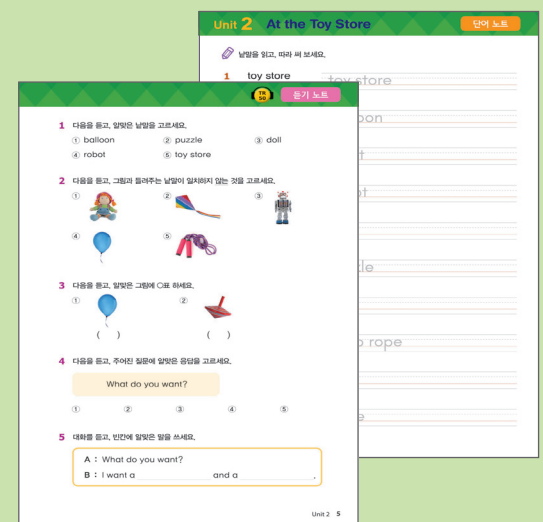 Unit 2 At the Toy Store
단어 노트
낱말을 읽고, 따라 써 보세요.
1 toy store
toy store
oon
t
ot
le
o rope
e
TR
50
듣기 노트
1 다음을 듣고, 알맞은 낱말을 고르세요.
① balloon ② puzzle ③ doll
④ robot ⑤ toy store
2 다음을 듣고, 그림과 들려주는 낱말이 일치하지 않는 것을 고르세요.
① ② ③
④ ⑤
3 다음을 듣고, 알맞은 그림에 ○표 하세요.
① ②
( ) ( )
4 다음을 듣고, 주어진 질문에 알맞은 응답을 고르세요.
What do you want?
① ② ③ ④ ⑤
5 대화를 듣고, 빈칸에 알맞은 말을 쓰세요.
A : What do you want?
B : I want a and a .
Unit 2 5